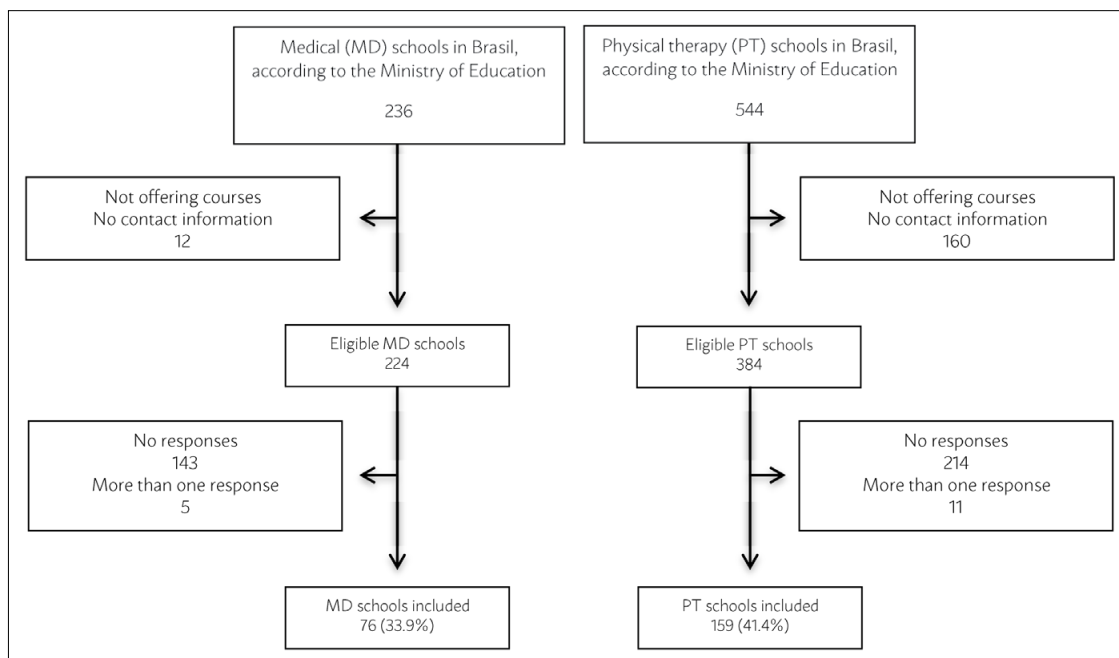 Medical (MD) schools in Brasil,
according to the Ministry of Education
236
Physical therapy (PT) schools in Brasil,
according to the Ministry of Education
544
Not offering courses
No contact information
12
Not offering courses
No contact information
160
Eligible MD schools
224
Eligible PT schools
384
No responses
143
More than one response
5
No responses
214
More than one response
11
MD schools included
76 (33.9%)
PT schools included
159 (41.4%)